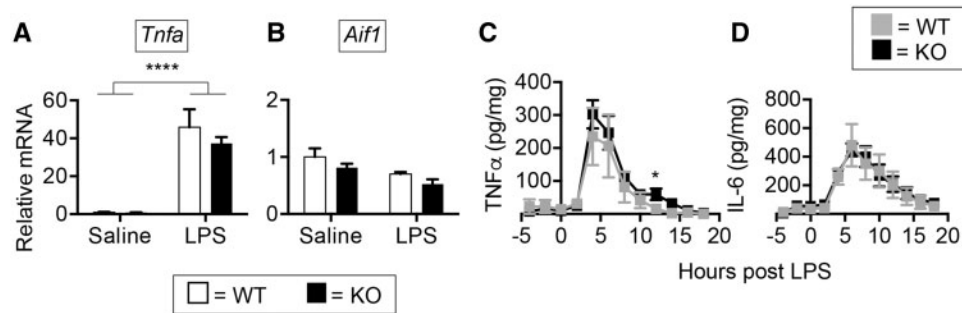 A
Tnfa
B
Aif1
C
D
= WT
= KO
****
Relative mRNA
60
40
20
0
Saline
LPS
2
1
0
Saline
LPS
TNFα (pg/mg)
400
300
200
100
*
-5
0
5
10
15
20
IL-6 (pg/mg)
800
600
400
200
0
-5
0
5
10
15
20
Hours post LPS
= WT
= KO